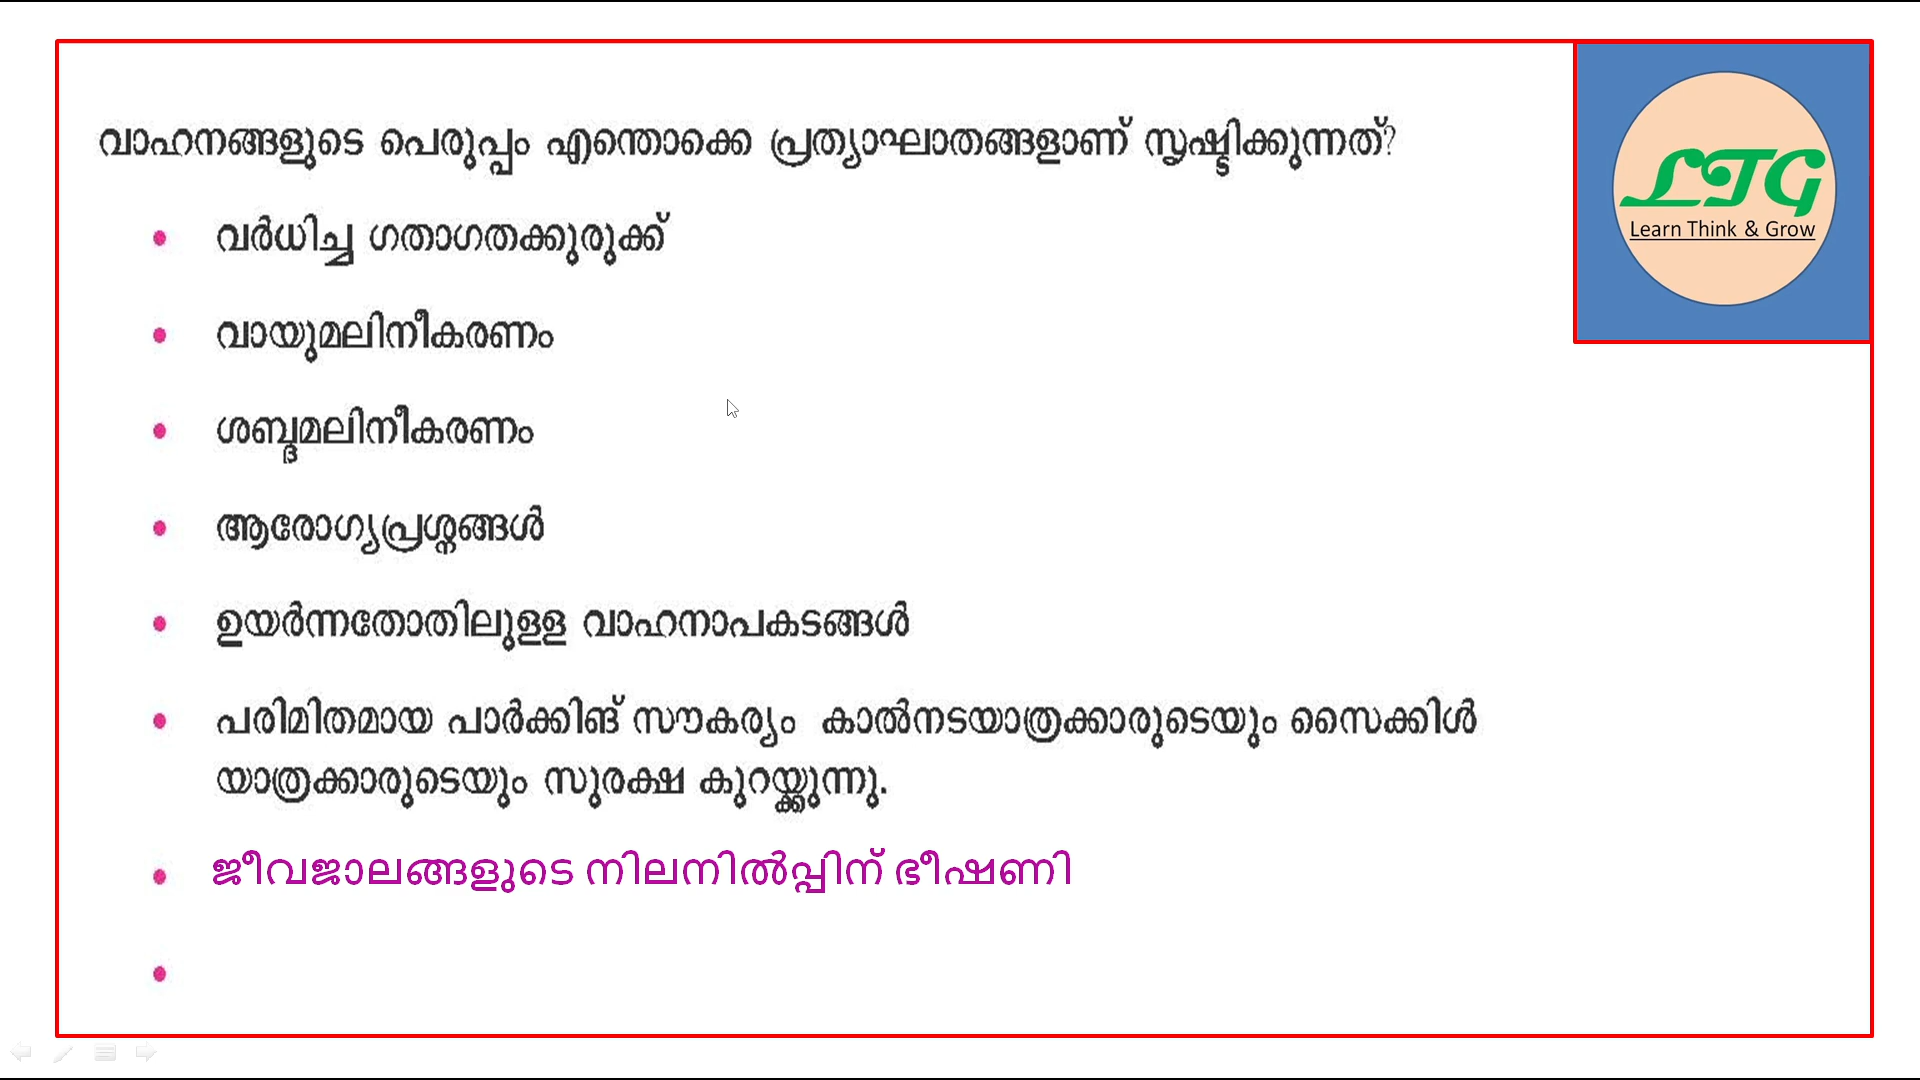 വാഹനങ്ങളുടെ പെരുപ്പം എന്തൊക്കെ പ്രത്യാഘാതങ്ങളാണ് സൃഷ്ടിക്കുന്നത്?
LTG
Learn Think & Grow
• വർധിച്ച ഗതാഗതക്കുരുക്ക്
• വായുമലിനീകരണം
• ശബ്ദമലിനീകരണം
• ആരോഗ്യപ്രശ്നങ്ങൾ
• ഉയർന്നതോതിലുള്ള വാഹനാപകടങ്ങൾ
• പരിമിതമായ പാർക്കിങ് സൗകര്യം കാൽനടയാത്രക്കാരുടെയും സൈക്കിൾ
യാത്രക്കാരുടെയും സുരക്ഷ കുറയ്ക്കുന്നു.
• ജീവജാലങ്ങളുടെ നിലനിൽപ്പിന് ഭീഷണി
•